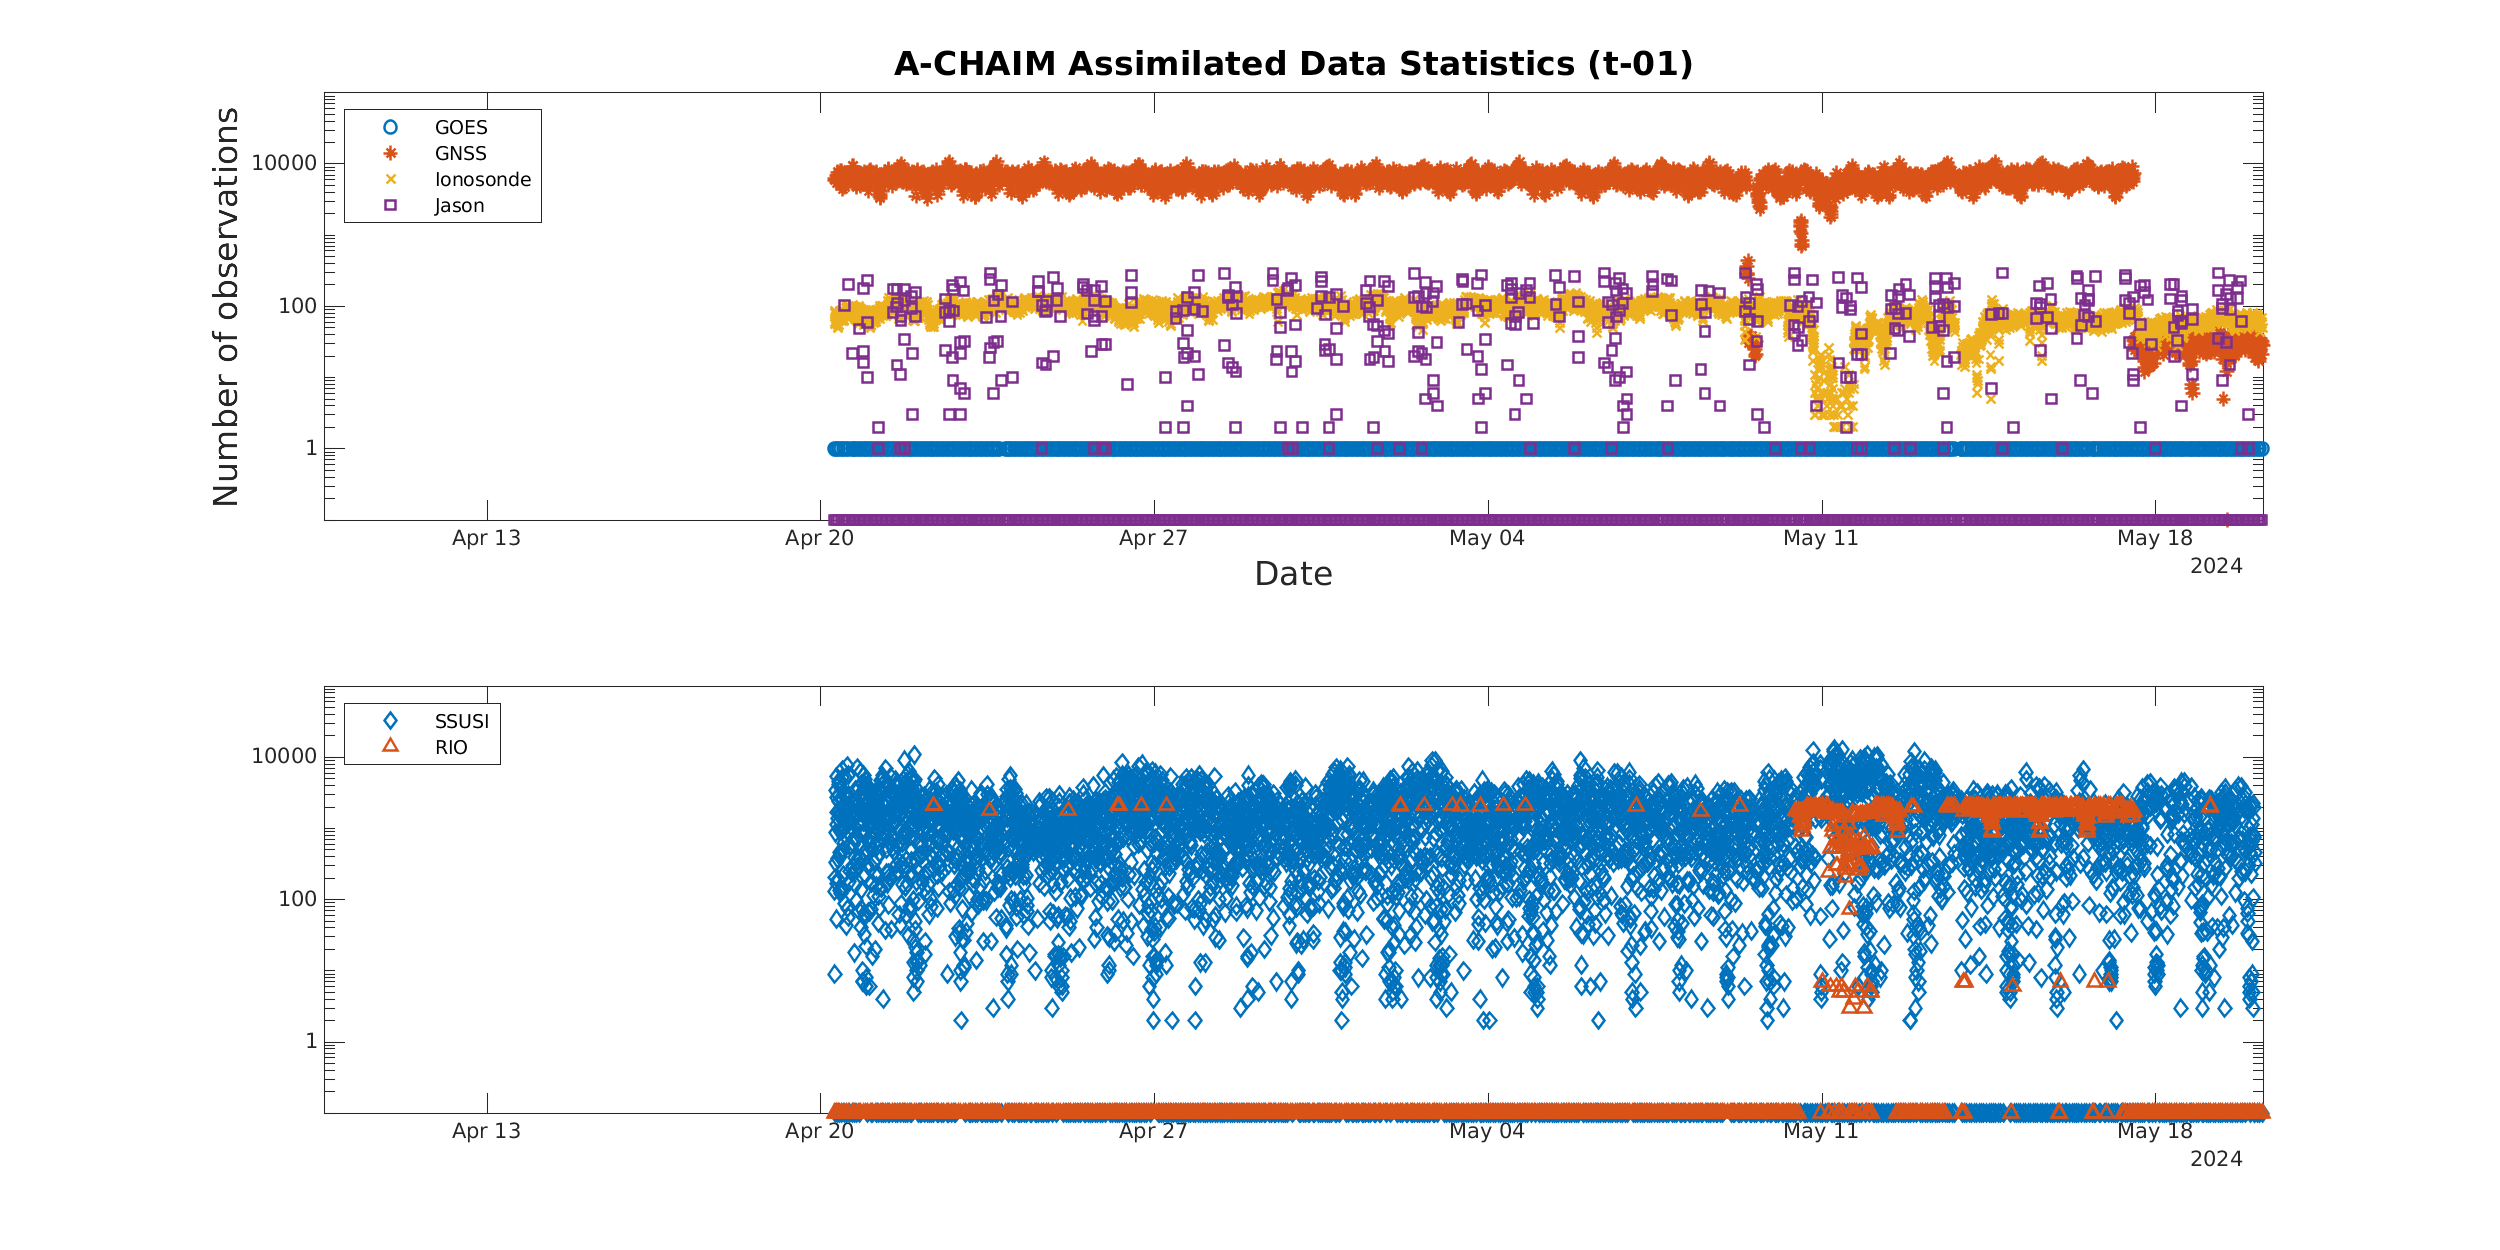 A-CHAIM Assimilated Data Statistics (t-01)
Number of observations
10000
100
1
GOES
GNSS
Ionosonde
Jason
Apr 13
Apr 20
Apr 27
May 04
May 11
May 18
2024
Date
10000
100
1
SSUSI
RIO
Apr 13
Apr 20
Apr 27
May 04
May 11
May 18
2024